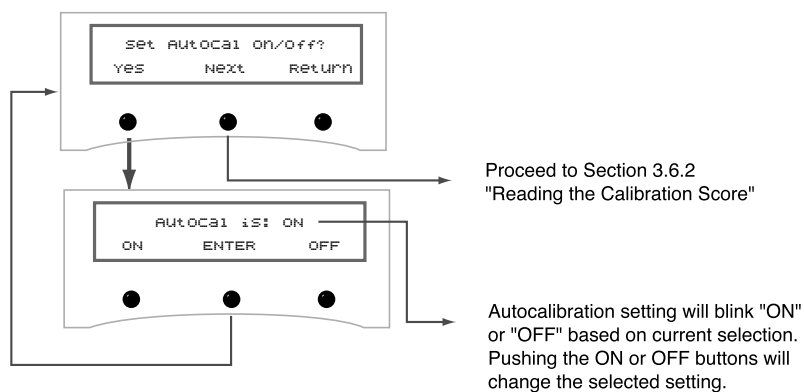 Set Autocal On/Off?
Yes Next Return
Proceed to Section 3.6.2
"Reading the Calibration Score"
Autocal is: ON
ON ENTER OFF
Autocalibration setting will blink "ON"
or "OFF" based on current selection.
Pushing the ON or OFF buttons will
change the selected setting.